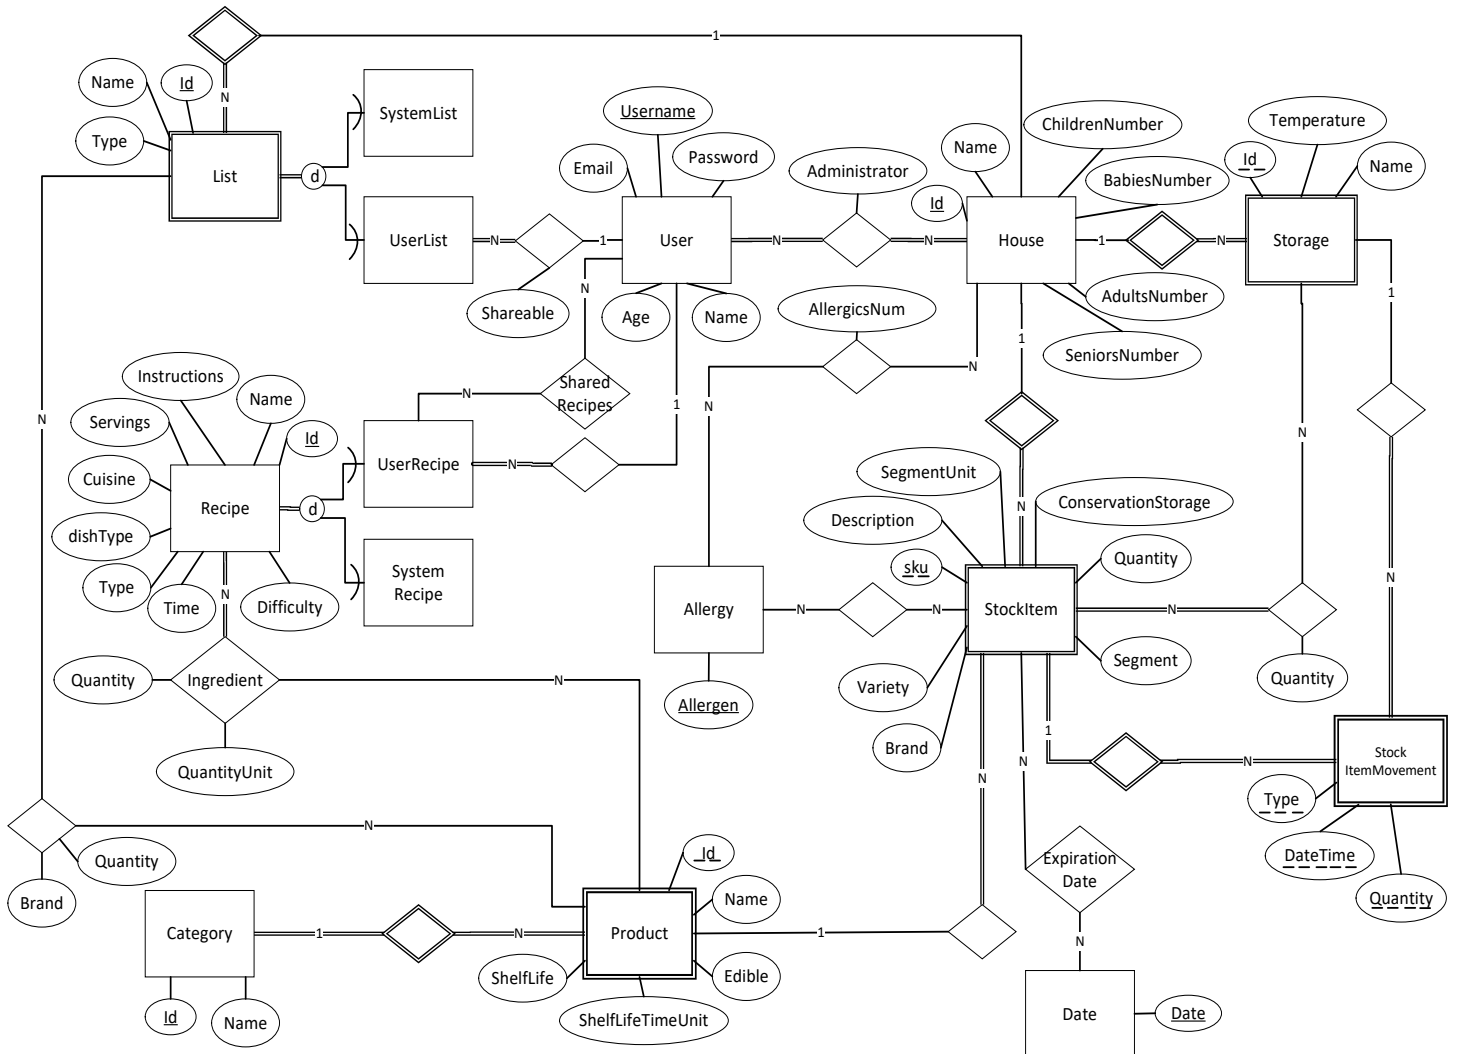 1
Name
Id
N
SystemList
Username
ChildrenNumber
Temperature
Type
Password
Administrator
Name
Id
Name
Email
List
d
BabiesNumber
Id
UserList
N
1
User
N
N
House
1
N
Storage
Shareable
N
Age
Name
AllergicsNum
AdultsNumber
1
1
SeniorsNumber
Instructions
Name
Shared
Recipes
N
N
N
1
Servings
Id
N
UserRecipe
N
N
SegmentUnit
Cuisine
ConservationStorage
Recipe
d
N
Description
dishType
Quantity
sku
System
Recipe
Type
Time
Difficulty
N
Allergy
N
N
StockItem
N
N
Segment
Quantity
Ingredient
N
Variety
Quantity
Allergen
Brand
1
QuantityUnit
N
N
N
Stock
ItemMovement
Type
N
Quantity
Id
Expiration
Date
DateTime
Brand
Name
Quantity
Category
1
N
Product
1
N
ShelfLife
Edible
Id
Name
ShelfLifeTimeUnit
Date
Date